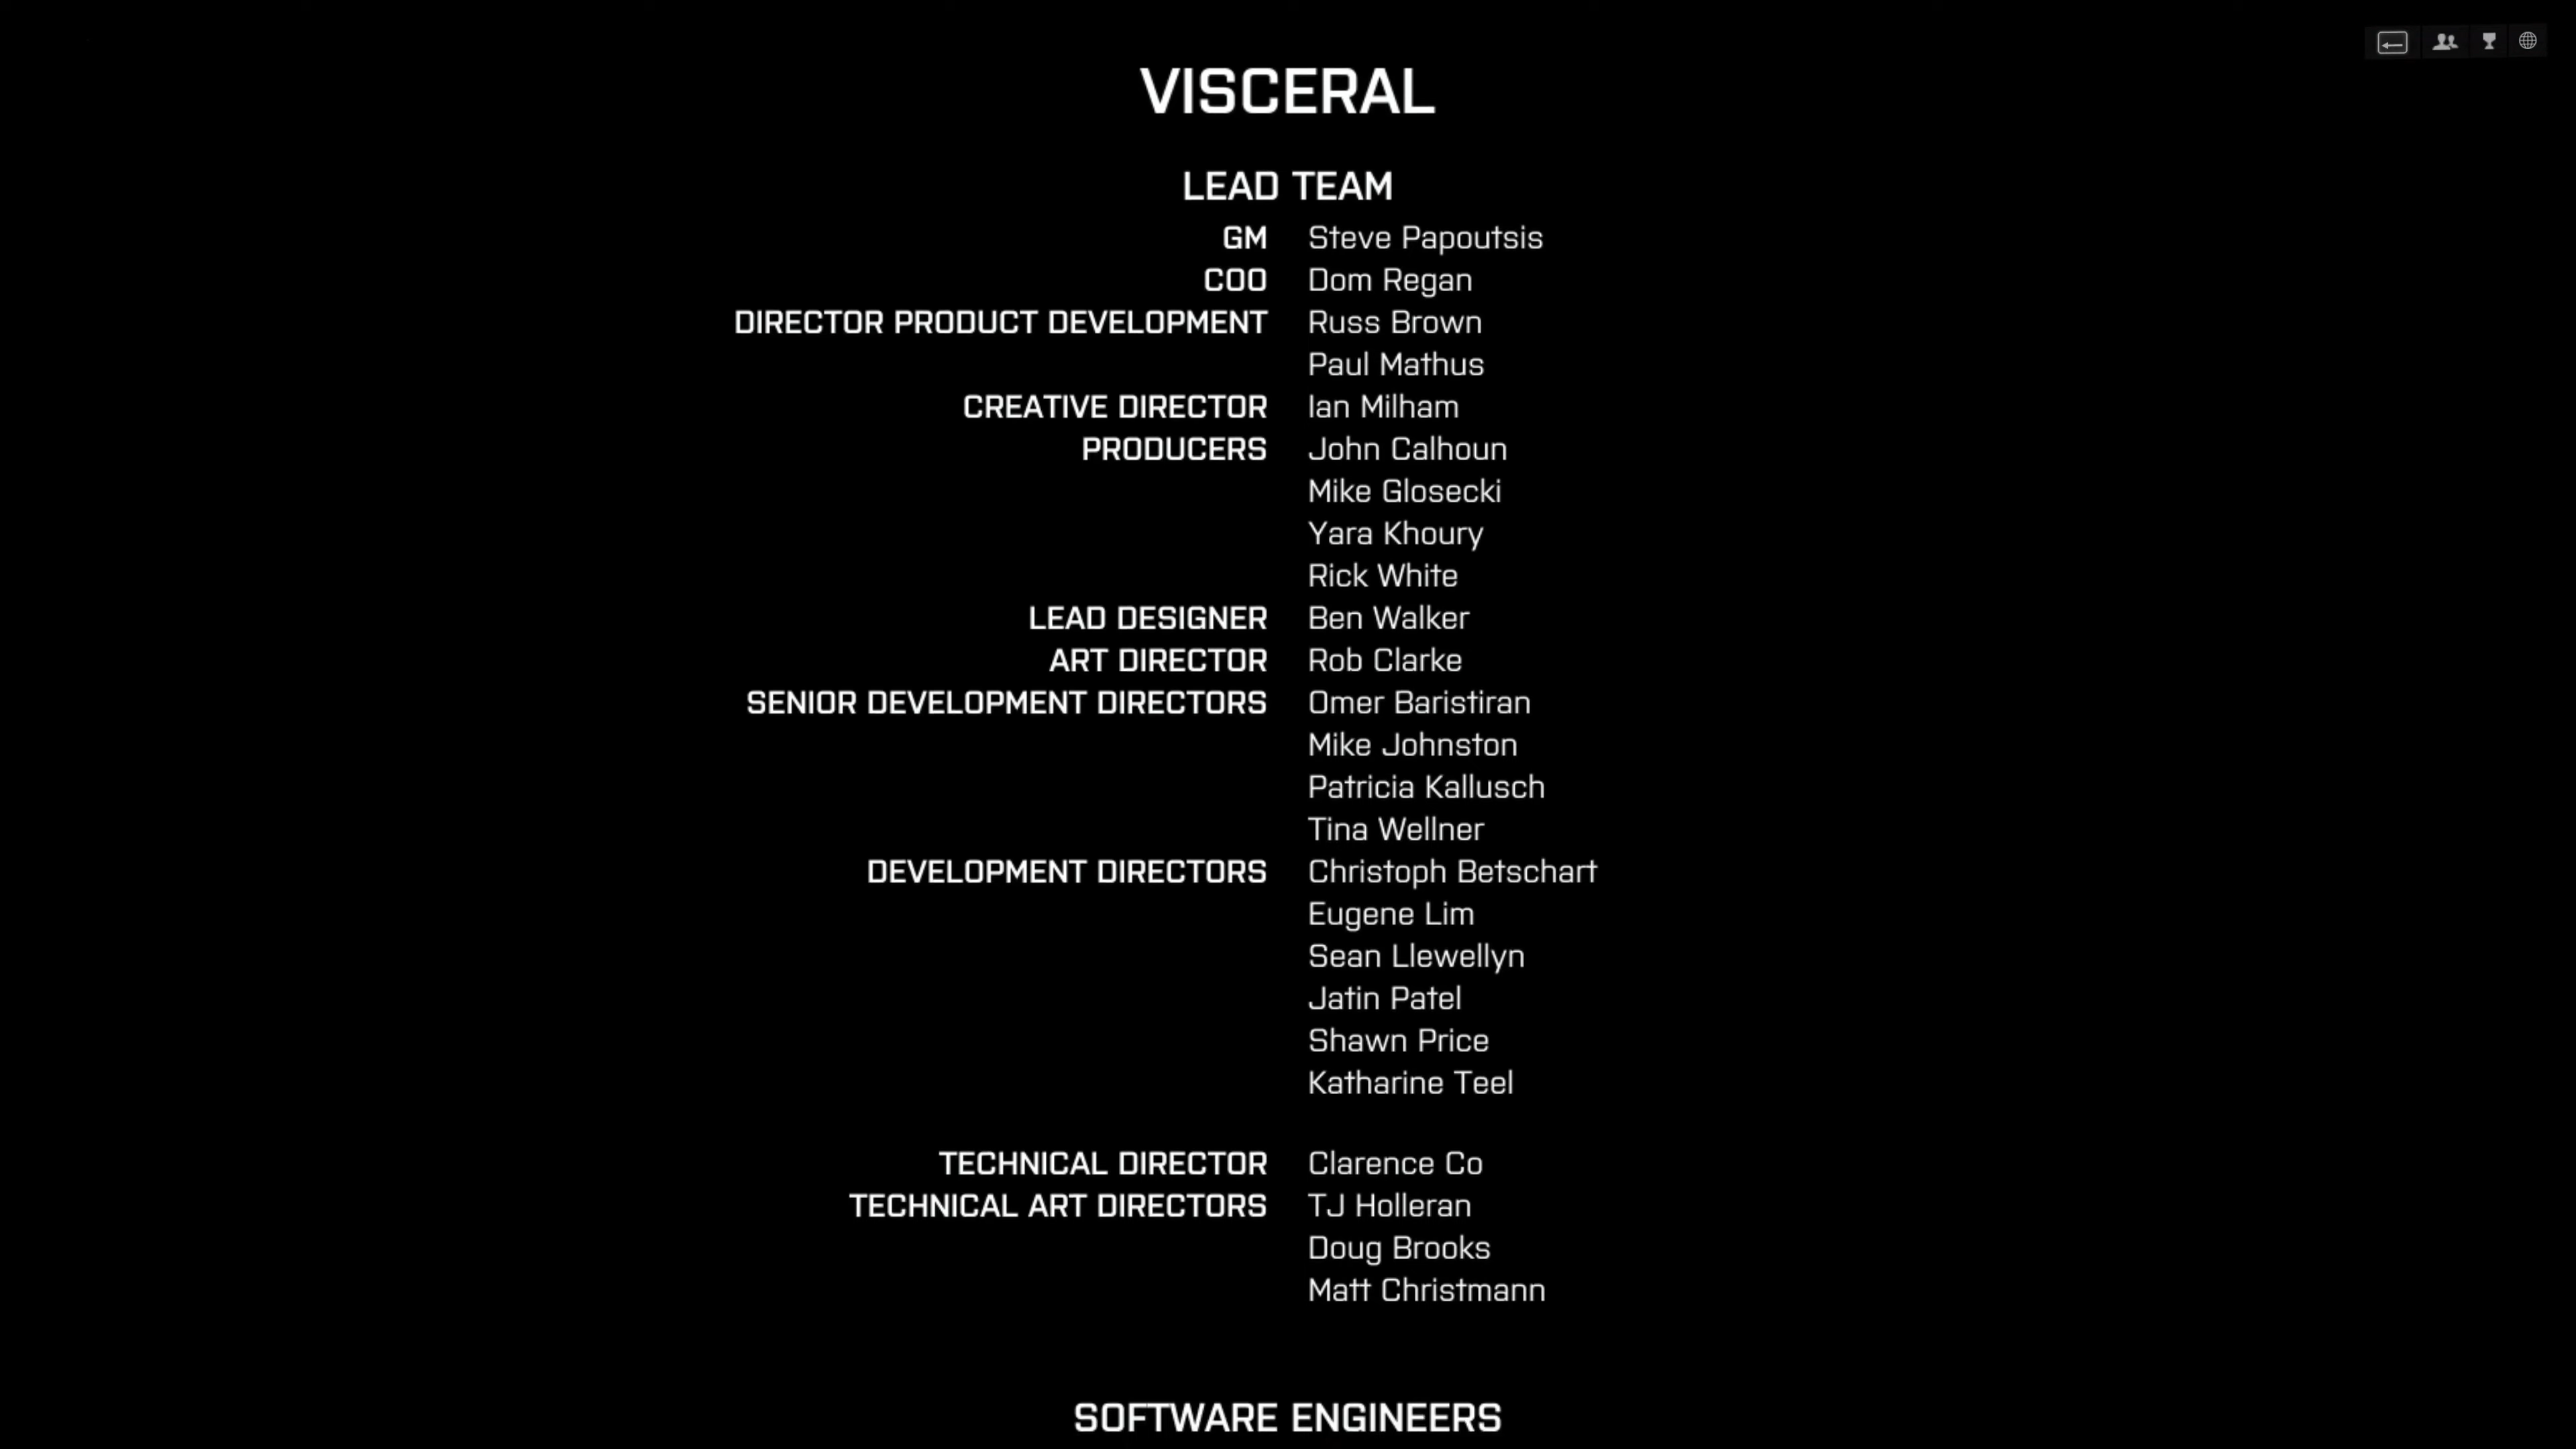 VISCERAL
LEAD TEAM
GM Steve Papoutsis
COO Dom Regan
DIRECTOR PRODUCT DEVELOPMENT Russ Brown
Paul Mathus
CREATIVE DIRECTOR Ian Milham
PRODUCERS John Calhoun
Mike Glosecki
Yara Khoury
Rick White
LEAD DESIGNER Ben Walker
ART DIRECTOR Rob Clarke
SENIOR DEVELOPMENT DIRECTORS Omer Baristiran
Mike Johnston
Patricia Kallusch
Tina Wellner
DEVELOPMENT DIRECTORS Christoph Betschart
Eugene Lim
Sean Llewellyn
Jatin Patel
Shawn Price
Katharine Teel
TECHNICAL DIRECTOR Clarence Co
TECHNICAL ART DIRECTORS TJ Holleran
Doug Brooks
Matt Christmann
SOFTWARE ENGINEERS